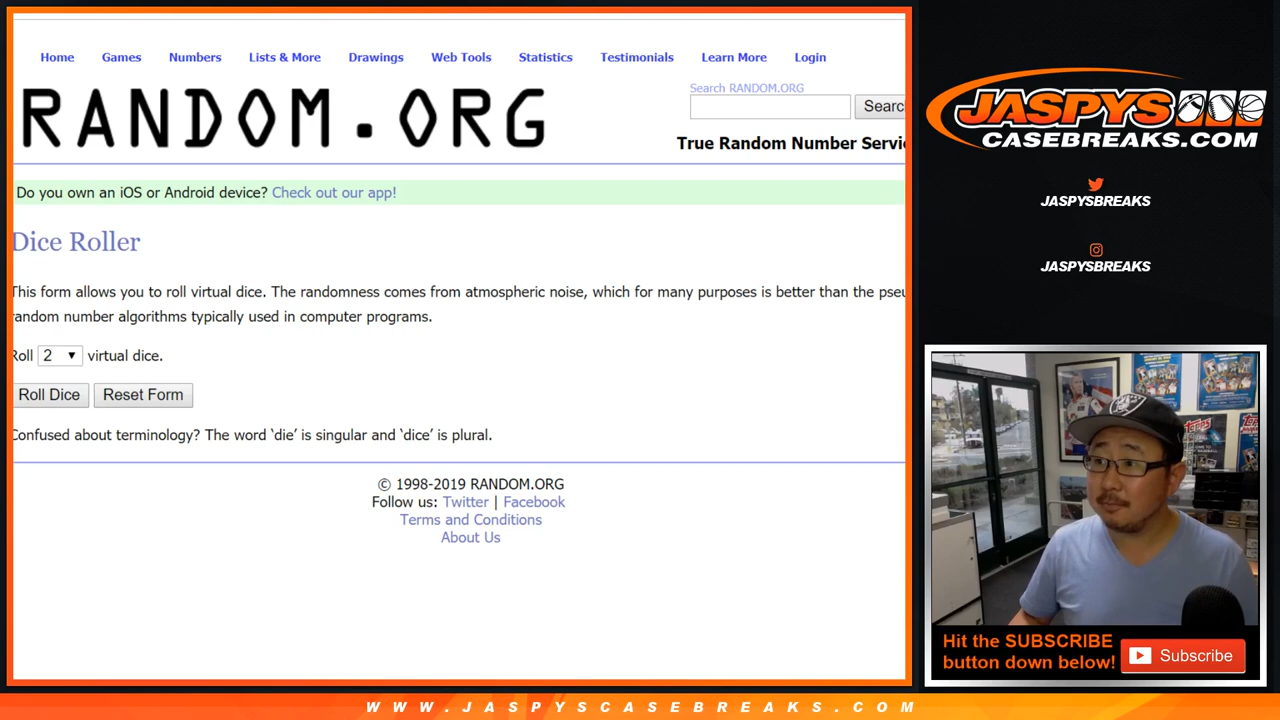 Home Games Numbers Lists & More Drawings Web Tools Statistics Testimonials Learn More Login
Search RANDOM.ORG
RANDOM.ORG
Searc
True Random Number Servi
Do you own an iOS or Android device? Check out our app!
Dice Roller
This form allows you to roll virtual dice. The randomness comes from atmospheric noise, which for many purposes is better than the pseu
random number algorithms typically used in computer programs.
Roll 2 virtual dice.
Roll Dice Reset Form
Confused about terminology? The word ‘die’ is singular and ‘dice’ is plural.
© 1998-2019 RANDOM.ORG
Follow us: Twitter | Facebook
Terms and Conditions
About Us
JASPYS
CASEBREAKS.COM
JASPYSBREAKS
JASPYSBREAKS
Hit the SUBSCRIBE
button down below!
Subscribe
WWW.JASPYSCASEBREAKS.COM